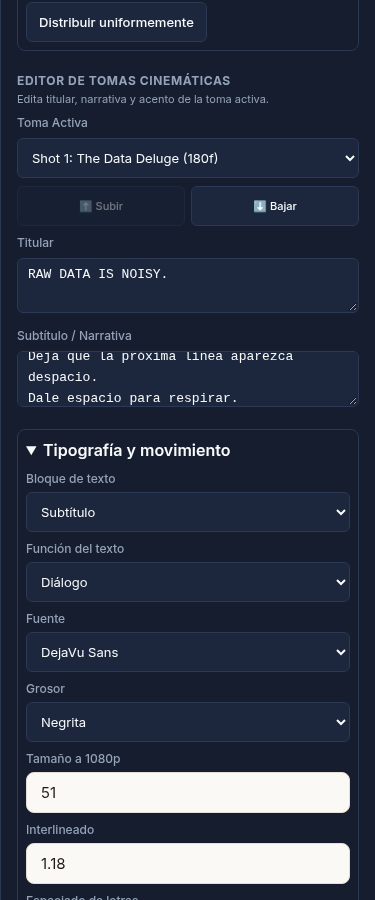 Distribuir uniformemente
EDITOR DE TOMAS CINEMÁTICAS
Edita titular, narrativa y acento de la toma activa.
Toma Activa
Shot 1: The Data Deluge (180f)
⬆️ Subir
⬇️ Bajar
Titular
RAW DATA IS NOISY.
Subtítulo / Narrativa
Deja que la próxima línea aparezca
despacio.
Dale espacio para respirar.
▼ Tipografía y movimiento
Bloque de texto
Subtítulo
Función del texto
Diálogo
Fuente
DejaVu Sans
Grosor
Negrita
Tamaño a 1080p
51
Interlineado
1.18
Espaciado de letras